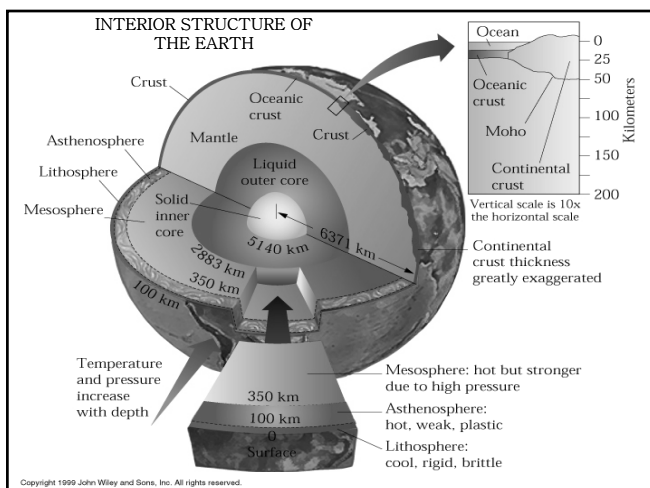 INTERIOR STRUCTURE OF
THE EARTH
Crust
Oceanic
crust
Mantle
Crust
Asthenosphere
Lithosphere
Mesosphere
Liquid
outer core
Solid
inner
core
6371 km
5140 km
2883 km
350 km
100 km
Ocean
Oceanic
crust
Moho
Continental
crust
0
25
50
100
150
200
Kilometers
Vertical scale is 10x
the horizontal scale
Continental
crust thickness
greatly exaggerated
Temperature
and pressure
increase
with depth
350 km
100 km
0
Surface
Mesosphere: hot but stronger
due to high pressure
Asthenosphere:
hot, weak, plastic
Lithosphere:
cool, rigid, brittle
Copyright 1999 John Wiley and Sons, Inc. All rights reserved.